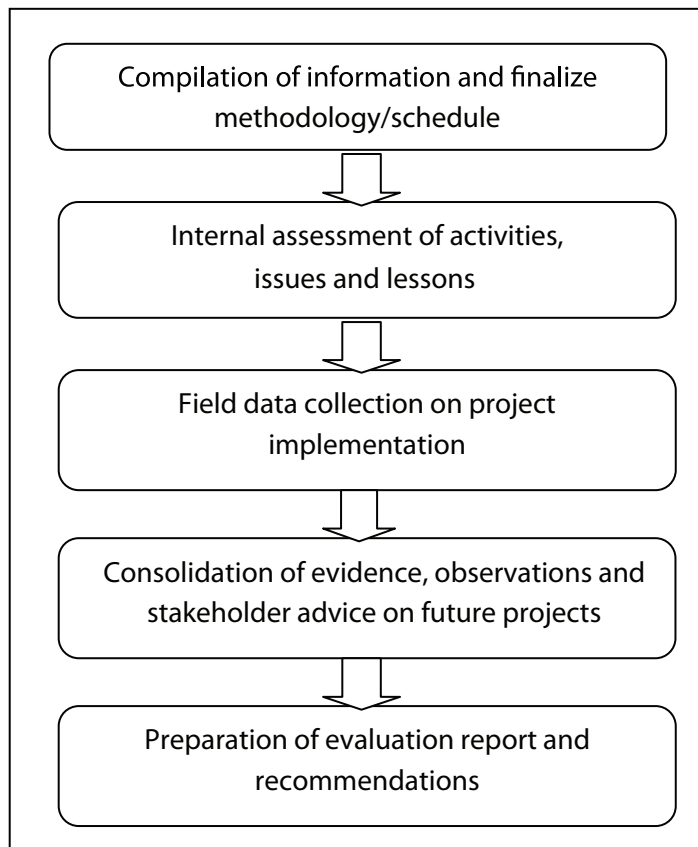 Compilation of information and finalize
methodology/schedule
Internal assessment of activities,
issues and lessons
Field data collection on project
implementation
Consolidation of evidence, observations and
stakeholder advice on future projects
Preparation of evaluation report and
recommendations